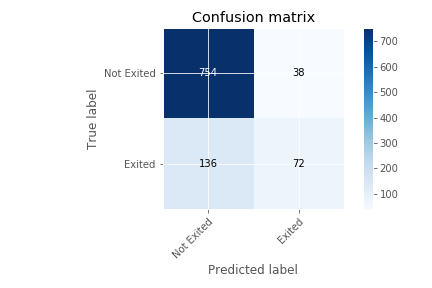 Confusion matrix
True label
Not Exited
754
38
700
600
500
400
300
200
100
Exited
136
72
Not Exited
Exited
Predicted label